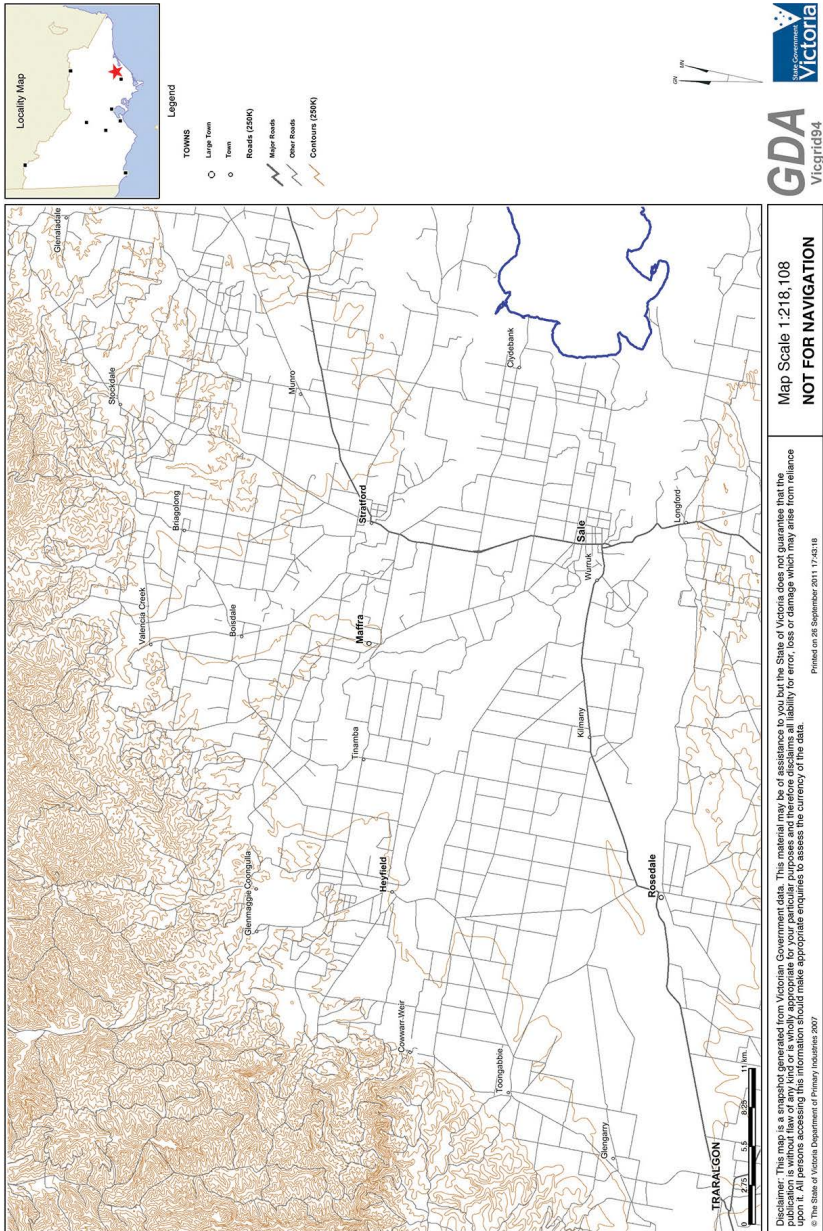 Locality Map
Legend
TOWNS
Large Town
Town
Roads (250K)
Major Roads
Other Roads
Contours (250K)
GN
MN
Glenaladale
Stockdale
Briagolong
Valencia Creek
Boisdale
Munro
Stratford
Maffra
Tinamba
Glenmaggie
Coongulla
Heyfield
Cowwarr-Weir
Toongabbie
Glengarry
Clydebank
Sale
Wurruk
Kilmany
Longford
Rosedale
TRARALGON
0 2.75 5.5 8.25 11 km.
Disclaimer: This map is a snapshot generated from Victorian Government data. This material may be of assistance to you but the State of Victoria does not guarantee that the
publication is without flaw of any kind or is wholly appropriate for your particular purposes and therefore disclaims all liability for error, loss or damage which may arise from reliance
upon it. All persons accessing this information should make appropriate enquiries to assess the currency of the data.
© The State of Victoria Department of Primary Industries 2007
Printed on 26 September 2011 17:43:18
Map Scale 1:218,108
NOT FOR NAVIGATION
GDA
Vicgrid94
State Government
Victoria